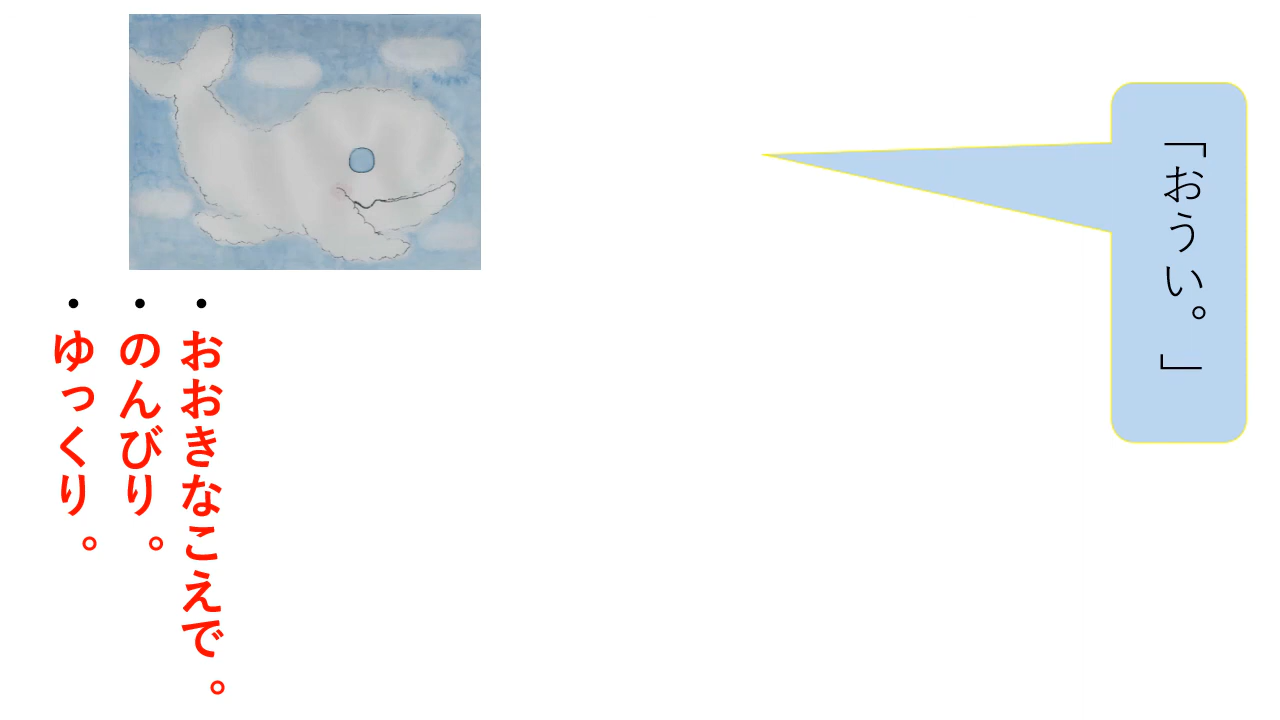 「おうい。」
・おおきなこえで。
・のんびり。
・ゆっくり。